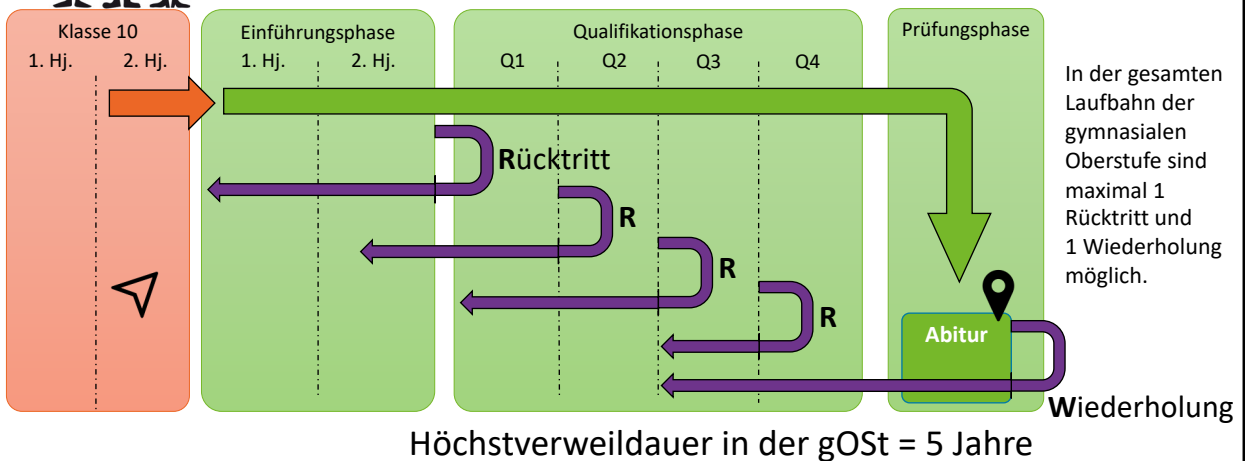 Klasse 10
1. Hj.
2. Hj.
Einführungsphase
1. Hj.
2. Hj.
Qualifikationsphase
Q1
Q2
Q3
Q4
Prüfungsphase
In der gesamten
Laufbahn der
gymnasialen
Oberstufe sind
maximal 1
Rücktritt und
1 Wiederholung
möglich.
Rücktritt
R
R
R
Abitur
Wiederholung
Höchstverweildauer in der gOSt = 5 Jahre